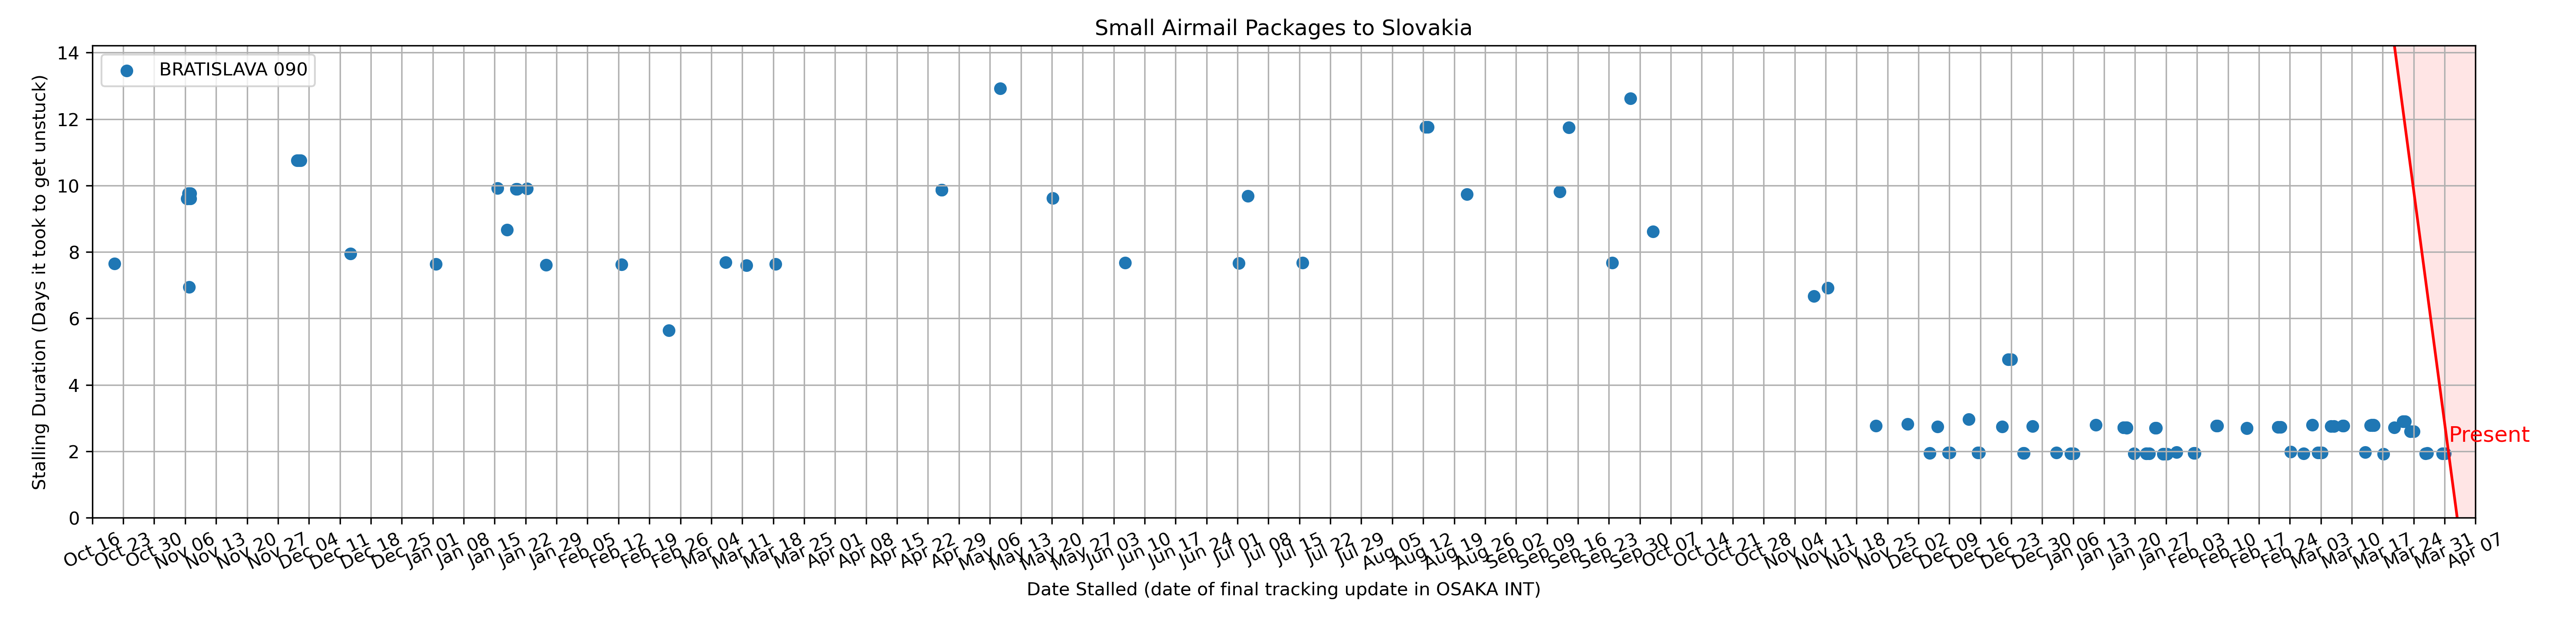 Small Airmail Packages to Slovakia
BRATISLAVA 090
Stalling Duration (Days it took to get unstuck)
14
12
10
8
6
4
2
0
Present
Oct 16 Oct 23 Oct 30 Nov 06 Nov 13 Nov 20 Nov 27 Dec 04 Dec 11 Dec 18 Dec 25 Jan 01 Jan 08 Jan 15 Jan 22 Jan 29 Feb 05 Feb 12 Feb 19 Feb 26 Mar 04 Mar 11 Mar 18 Mar 25 Apr 01 Apr 08 Apr 15 Apr 22 Apr 29 May 06 May 13 May 20 May 27 Jun 03 Jun 10 Jun 17 Jun 24 Jul 01 Jul 08 Jul 15 Jul 22 Jul 29 Aug 05 Aug 12 Aug 19 Aug 26 Sep 02 Sep 09 Sep 16 Sep 23 Sep 30 Oct 07 Oct 14 Oct 21 Oct 28 Nov 04 Nov 11 Nov 18 Nov 25 Dec 02 Dec 09 Dec 16 Dec 23 Dec 30 Jan 06 Jan 13 Jan 20 Jan 27 Feb 03 Feb 10 Feb 17 Feb 24 Mar 03 Mar 10 Mar 17 Mar 24 Mar 31 Apr 07
Date Stalled (date of final tracking update in OSAKA INT)